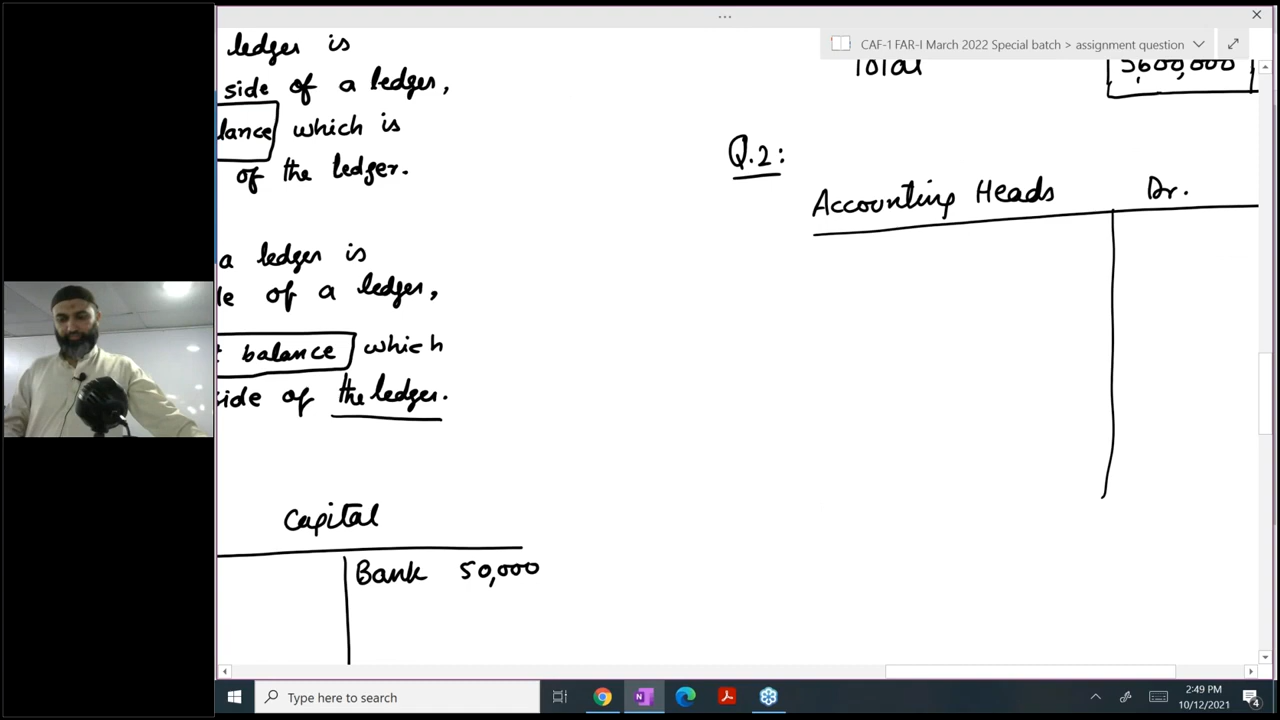 CAF-1 FAR-I March 2022 Special batch > assignment question
ledger is
side of a ledger,
lance which is
of the ledger.
a ledger is
le of a ledger,
t balance which
ide of the ledger.
Capital
Bank 50,000
Total 5,600,000
Q.2:
Accounting Heads Dr.
Type here to search
2:49 PM
10/12/2021
4